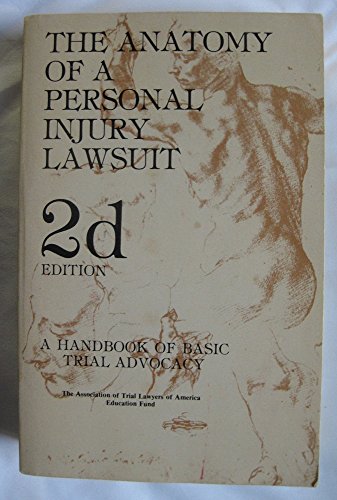 THE ANATOMY
OF A
PERSONAL
INJURY
LAWSUIT
2d
EDITION
A HANDBOOK OF BASIC
TRIAL ADVOCACY
The Association of Trial Lawyers of America
Education Fund